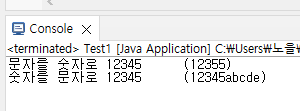 Console
<terminated> Test1 [Java Application] C:₩Users₩노을
문자를 숫자로 12345 (12355)
숫자를 문자로 12345 (12345abcde)